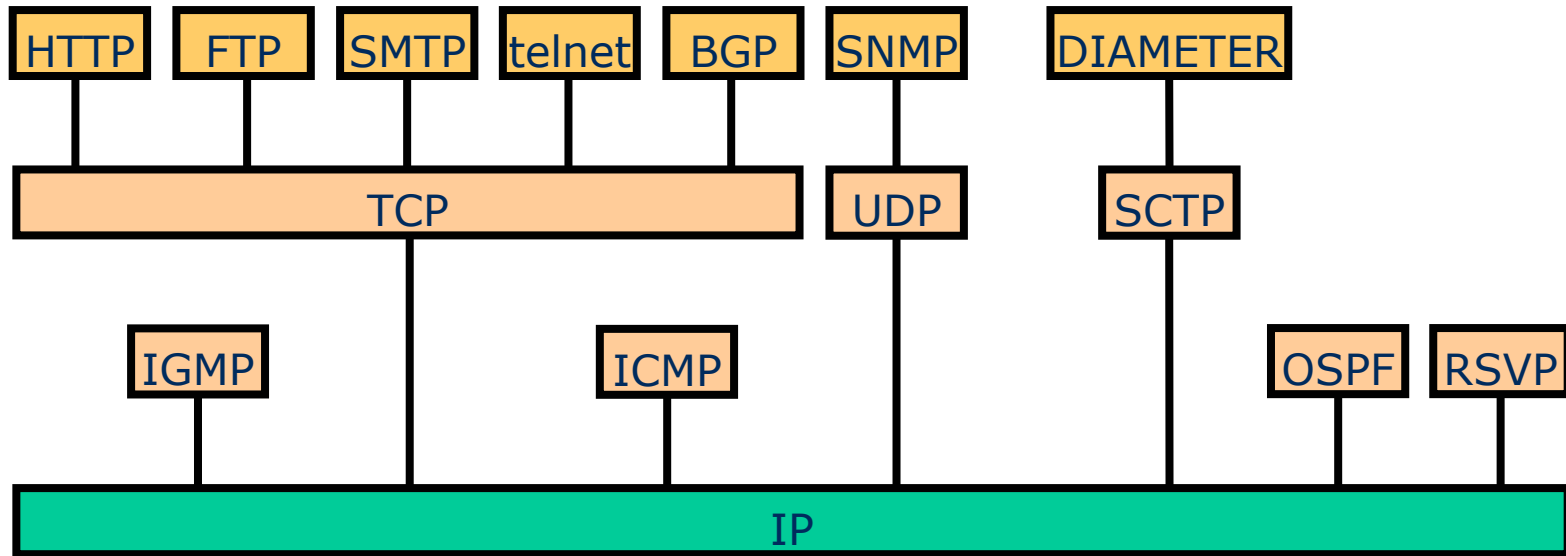 HTTP FTP SMTP telnet BGP SNMP DIAMETER
TCP UDP SCTP
IGMP ICMP OSPF RSVP
IP